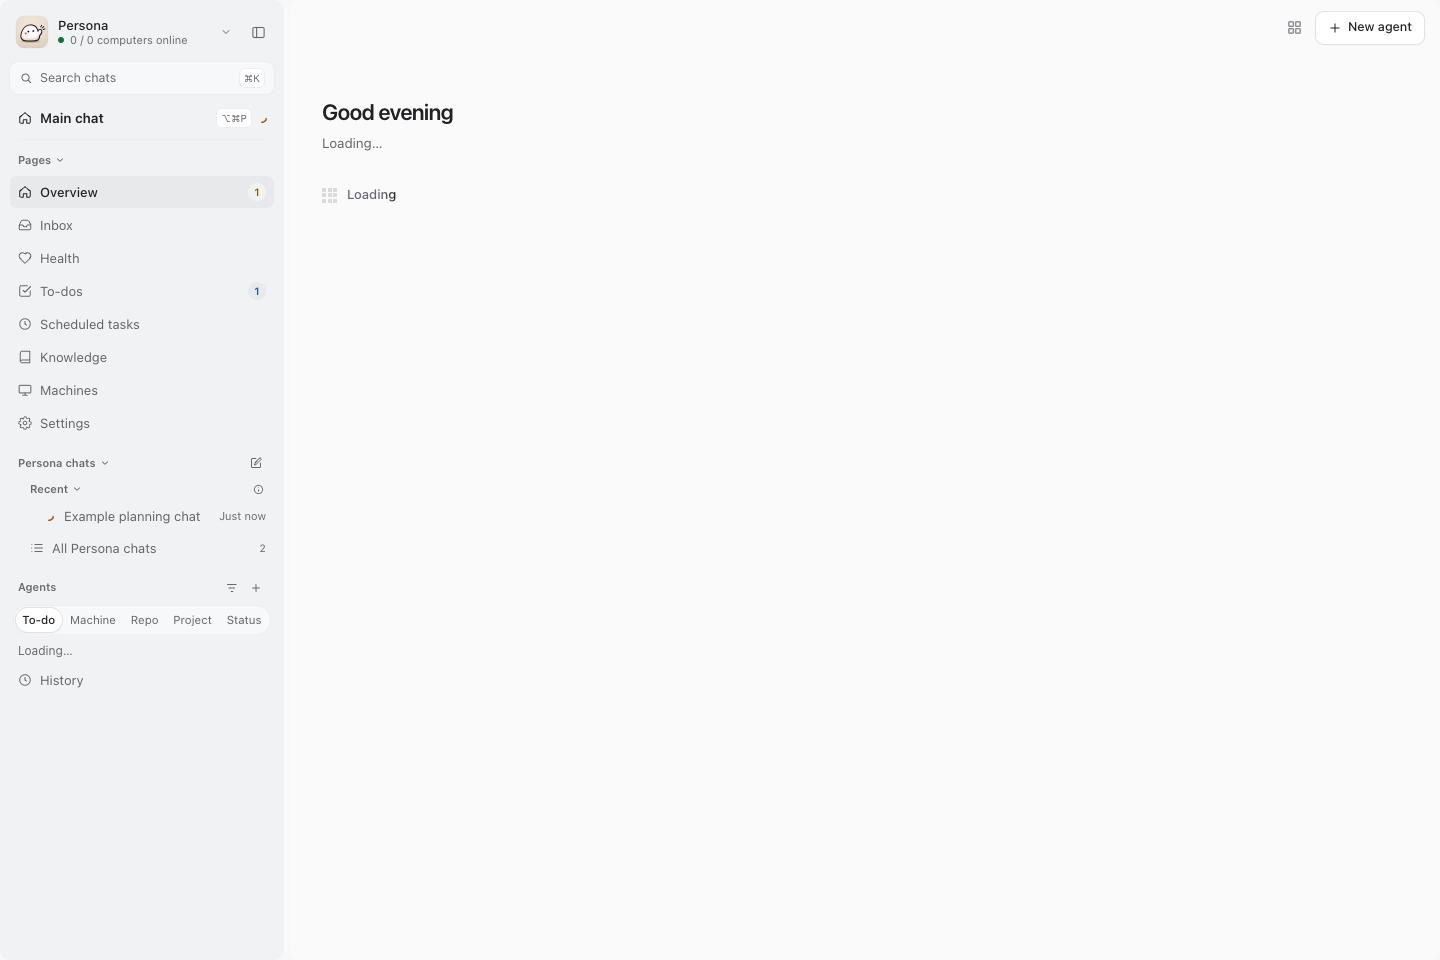 Persona
0 / 0 computers online
Search chats ⌘K
Main chat ⌥⌘P
Pages
Overview 1
Inbox
Health
To-dos 1
Scheduled tasks
Knowledge
Machines
Settings
Persona chats
Recent
Example planning chat Just now
All Persona chats 2
Agents
To-do Machine Repo Project Status
Loading...
History
New agent
Good evening
Loading...
Loading